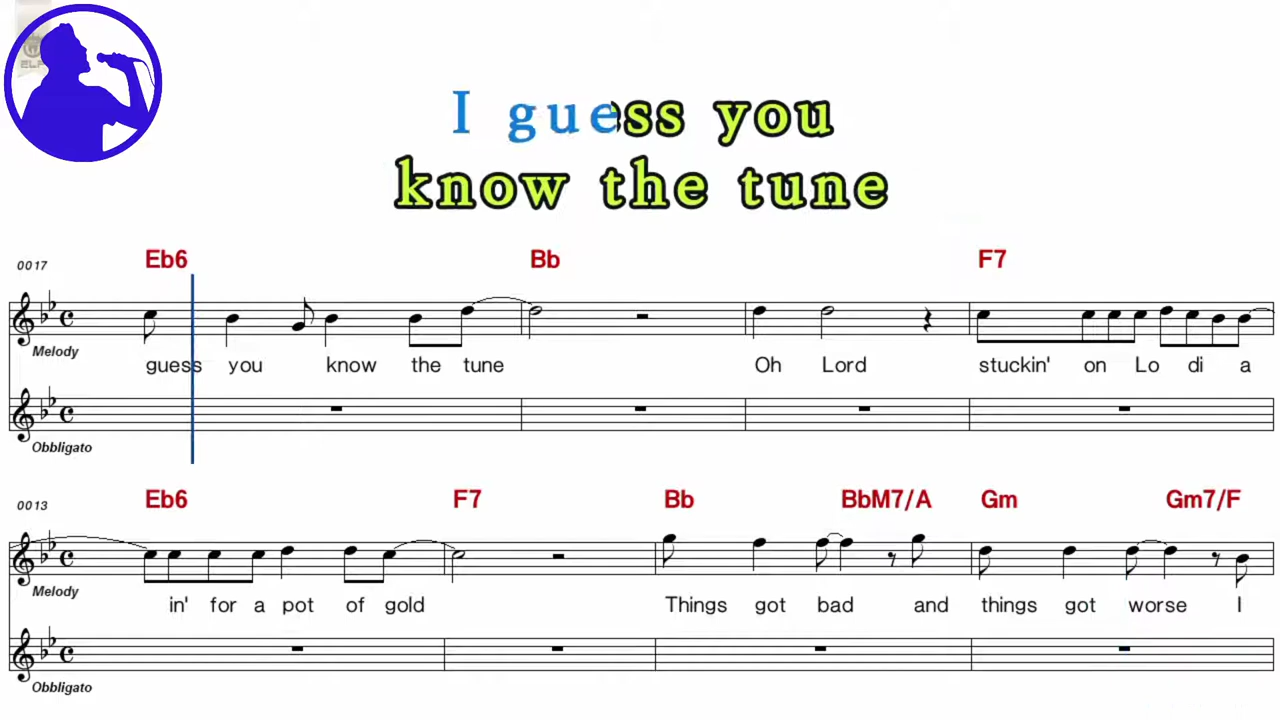 I guess you
know the tune
0017 Eb6 Bb F7
Melody
guess you know the tune Oh Lord stuckin' on Lo di a
Obbligato
0013 Eb6 F7 Bb BbM7/A Gm Gm7/F
Melody
in' for a pot of gold Things got bad and things got worse I
Obbligato